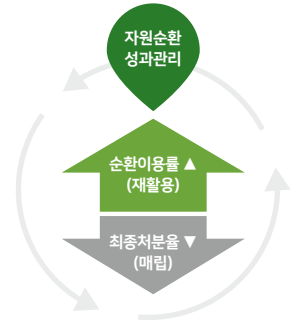 자원순환
성과관리
순환이용률 ▲
(재활용)
최종처분율 ▼
(매립)